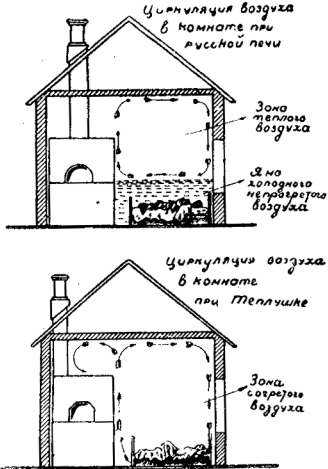 Циркуляция воздуха
в комнате при
русской печи
Зона
теплого
воздуха
Яно
холодного
непрогретого
воздуха
Циркуляция воздуха
в комнате
при Теплушке
Зона
согретого
воздуха